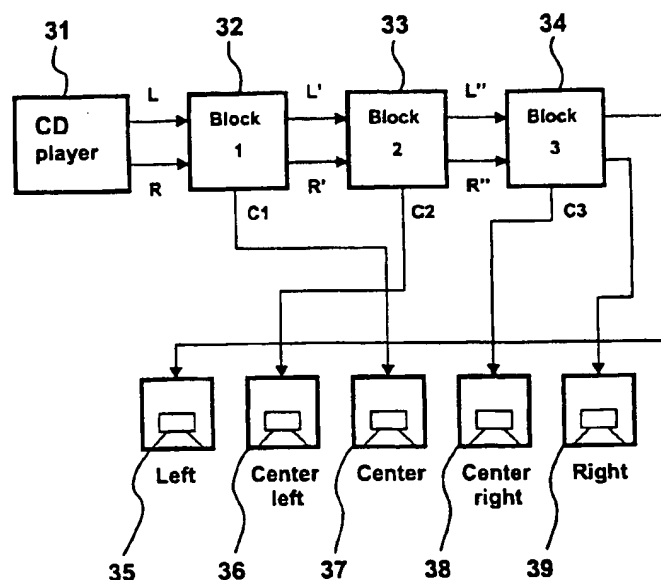 31
32
33
34
CD
player
L
R
Block
1
L'
R'
Block
2
L''
R''
Block
3
C1
C2
C3
Left
Center
left
Center
Center
right
Right
35
36
37
38
39